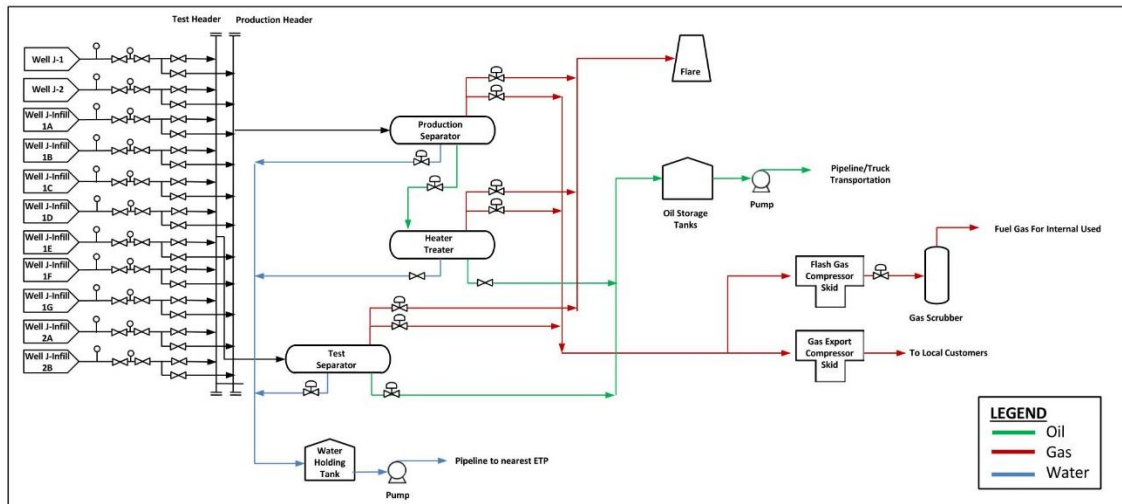 Test Header
Production Header
Well J-1
Well J-2
Well J-Infill
1A
Well J-Infill
1B
Well J-Infill
1C
Well J-Infill
1D
Well J-Infill
1E
Well J-Infill
1F
Well J-Infill
1G
Well J-Infill
2A
Well J-Infill
2B
Flare
Production
Separator
Heater
Treater
Test
Separator
Oil Storage
Tanks
Pump
Pipeline/Truck
Transportation
Fuel Gas For Internal Used
Flash Gas
Compressor
Skid
Gas Scrubber
Gas Export
Compressor
Skid
To Local Customers
Water
Holding
Tank
Pump
Pipeline to nearest ETP
LEGEND
Oil
Gas
Water